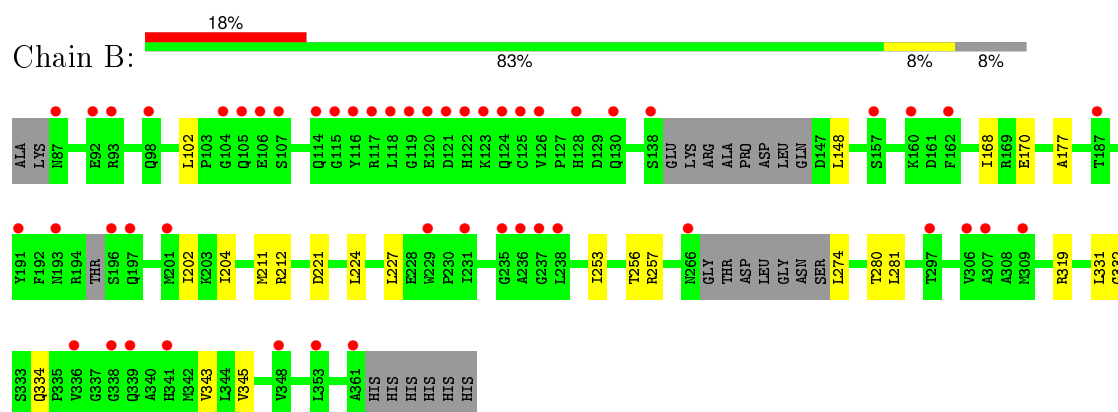 18%
Chain B:
83% 8% 8%
ALA LYS N87 E92 R93 Q98 L102 P103 G104 Q105 E106 S107 Q114 G115 Y116 R117 L118 G119 E120 D121 H122 K123 Q124 C125 V126 P127 H128 D129 Q130 S138 GLU LYS ARG ALA PRO ASP LEU GLN D147 L148 S157 K160 D161 F162 I168 R169 E170 A177 T187
Y191 F192 N193 R194 THR S196 Q197 M201 I202 K203 I204 M211 R212 D221 L224 L227 E228 W229 P230 I231 G235 A236 G237 L238 I253 T256 R257 N266 GLY THR ASP LEU GLY ASN SER L274 T280 L281 T297 V306 A307 A308 M309 R319 L331 G332
S333 Q334 P335 V336 G337 G338 Q339 A340 H341 M342 V343 L344 V345 V348 L353 A361 HIS HIS HIS HIS HIS HIS